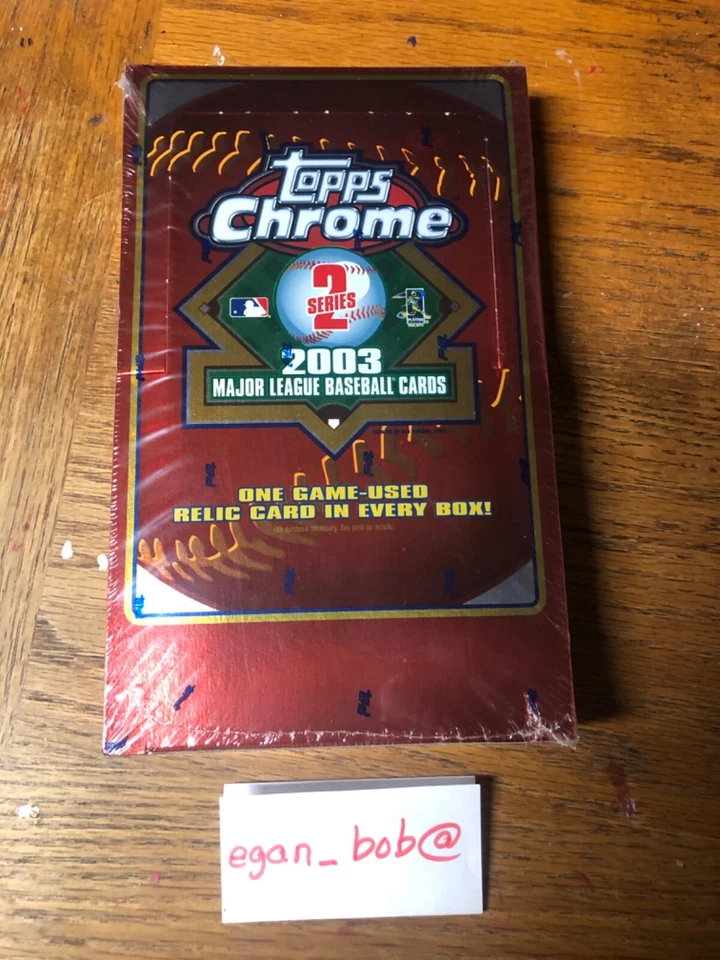 topps
Chrome
2
SERIES
2003
MAJOR LEAGUE BASEBALL CARDS
ONE GAME-USED
RELIC CARD IN EVERY BOX!
egan_bob@